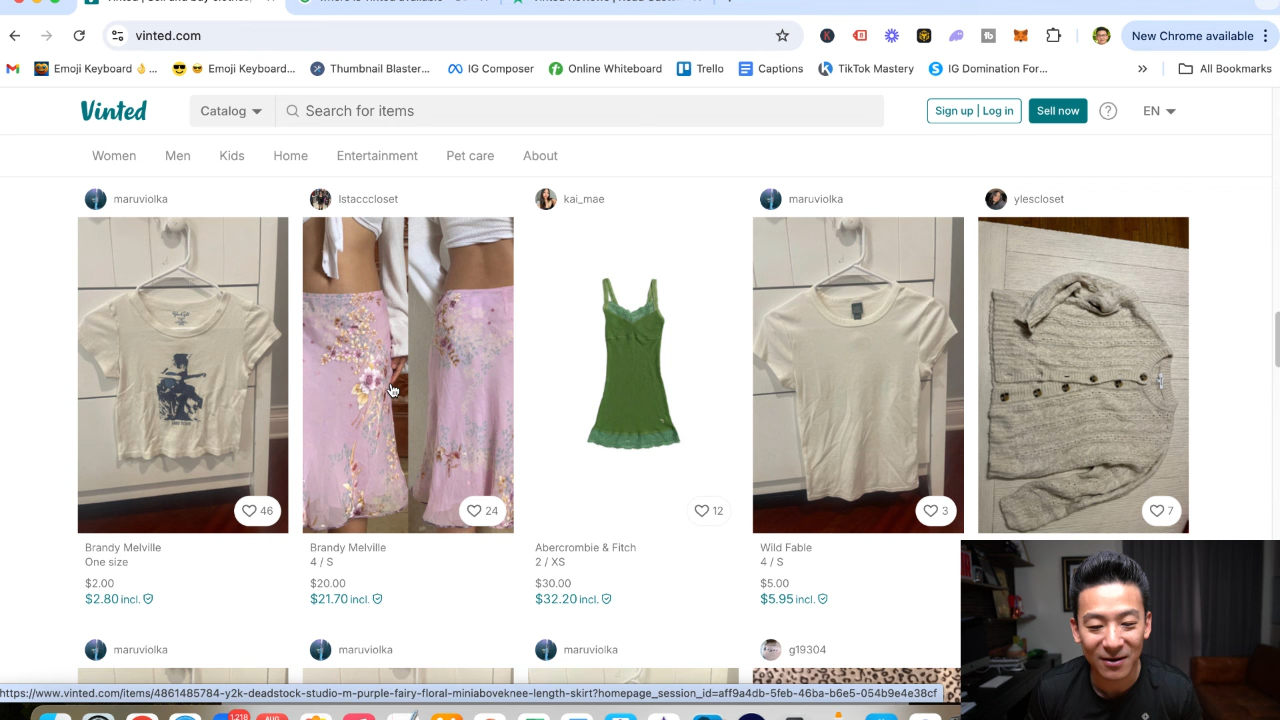 vinted.com
New Chrome available
Emoji Keyboard 👌 ...
Emoji Keyboard...
Thumbnail Blaster...
IG Composer
Online Whiteboard
Trello
Captions
TikTok Mastery
IG Domination For...
All Bookmarks
Vinted
Catalog
Search for items
Sign up | Log in
Sell now
EN
Women
Men
Kids
Home
Entertainment
Pet care
About
maruviolka
lstacccloset
kai_mae
maruviolka
ylescloset
46
24
12
3
7
Brandy Melville
One size
$2.00
$2.80 incl.
Brandy Melville
4 / S
$20.00
$21.70 incl.
Abercrombie & Fitch
2 / XS
$30.00
$32.20 incl.
Wild Fable
4 / S
$5.00
$5.95 incl.
maruviolka
maruviolka
maruviolka
g19304
https://www.vinted.com/items/4861485784-y2k-deadstock-studio-m-purple-fairy-floral-miniaboveknee-length-skirt?homepage_session_id=aff9a4db-5feb-46ba-b6e5-054b9e4e38cf
1,218
AUG